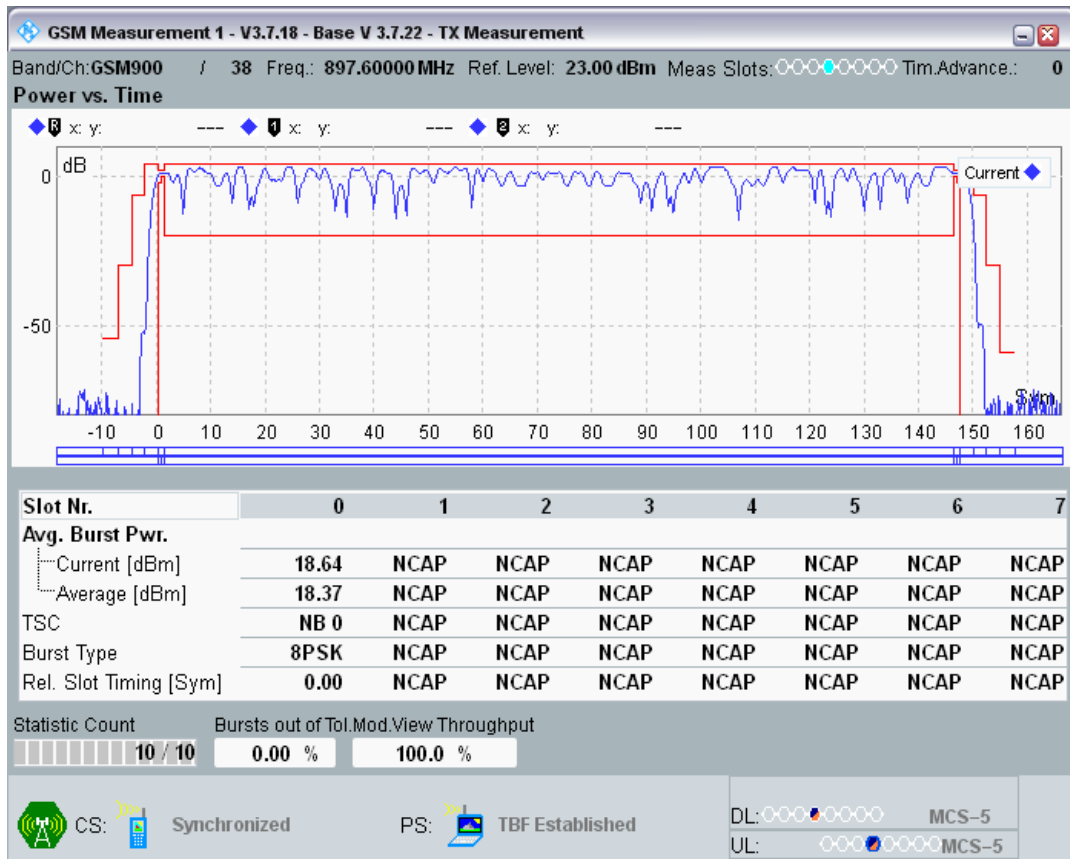 GSM Measurement 1 - V3.7.18 - Base V 3.7.22 - TX Measurement
Band/Ch:GSM900 / 38 Freq.: 897.60000 MHz Ref. Level: 23.00 dBm Meas Slots: Tim.Advance.: 0
Power vs. Time
R x: y: --- 1 x: y: --- 2 x: y: ---
dB
Current
0
-50
Sym
-10 0 10 20 30 40 50 60 70 80 90 100 110 120 130 140 150 160
Slot Nr. 0 1 2 3 4 5 6 7
Avg. Burst Pwr.
Current [dBm] 18.64 NCAP NCAP NCAP NCAP NCAP NCAP NCAP
Average [dBm] 18.37 NCAP NCAP NCAP NCAP NCAP NCAP NCAP
TSC NB 0 NCAP NCAP NCAP NCAP NCAP NCAP NCAP
Burst Type 8PSK NCAP NCAP NCAP NCAP NCAP NCAP NCAP
Rel. Slot Timing [Sym] 0.00 NCAP NCAP NCAP NCAP NCAP NCAP NCAP
Statistic Count Bursts out of Tol.Mod.View Throughput
10 / 10 0.00 % 100.0 %
CS: Synchronized PS: TBF Established DL: MCS-5
UL: MCS-5